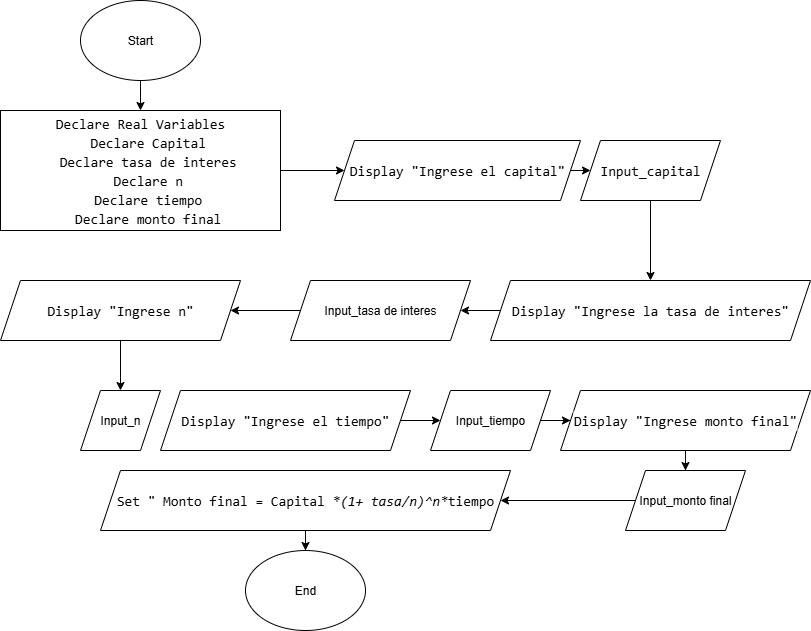 Start
Declare Real Variables
Declare Capital
Declare tasa de interes
Declare n
Declare tiempo
Declare monto final
Display "Ingrese el capital"
Input_capital
Display "Ingrese la tasa de interes"
Input_tasa de interes
Display "Ingrese n"
Input_n
Display "Ingrese el tiempo"
Input_tiempo
Display "Ingrese monto final"
Input_monto final
Set " Monto final = Capital *(1+ tasa/n)^n*tiempo
End